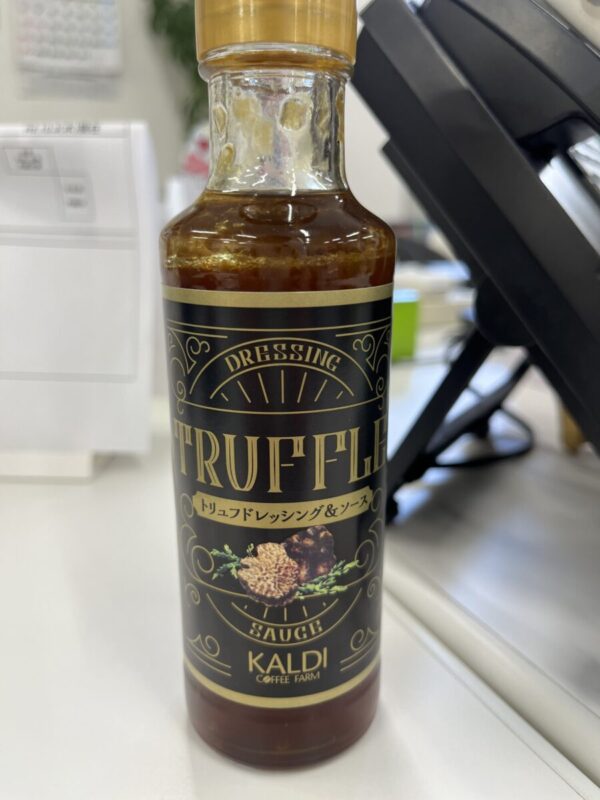 DRESSING
TRUFFLE
トリュフドレッシング&ソース
SAUCE
KALDI
COFFEE FARM